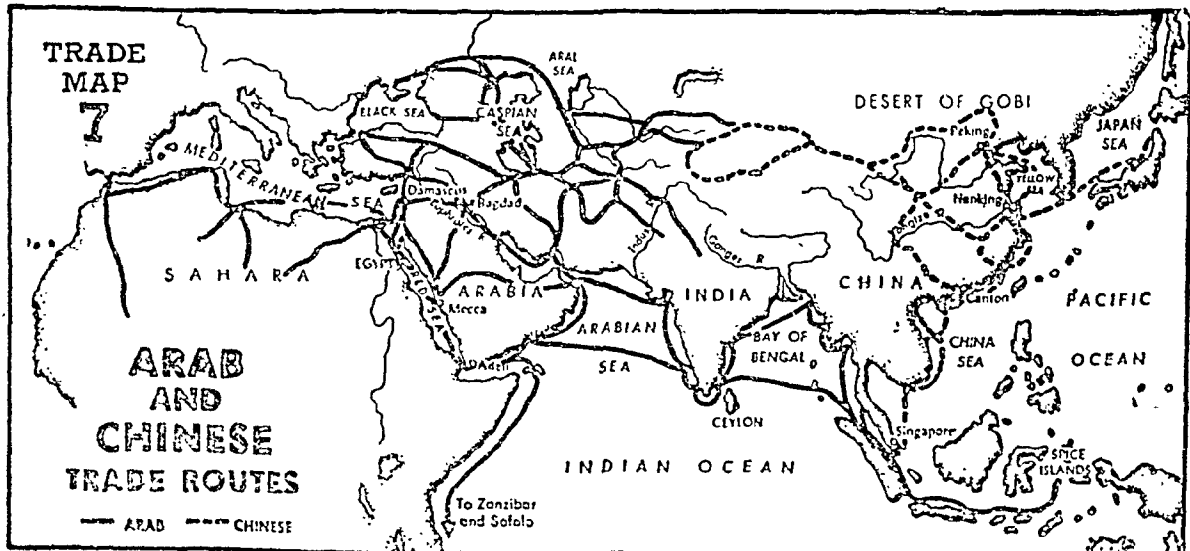 TRADE
MAP
7
ARAL
SEA
BLACK SEA
CASPIAN
SEA
DESERT OF GOBI
Peking
JAPAN
SEA
YELLOW
SEA
MEDITERRANEAN SEA
Damascus
Bagdad
Nanking
EGYPT
RED SEA
SAHARA
ARABIA
Mecca
Indus
Ganges R
INDIA
CHINA
Canton
PACIFIC
OCEAN
ARABIAN
SEA
BAY OF
BENGAL
CHINA
SEA
Aden
CEYLON
Singapore
SPICE
ISLANDS
INDIAN OCEAN
To Zanzibar
and Sofala
ARAB
AND
CHINESE
TRADE ROUTES
ARAB
CHINESE